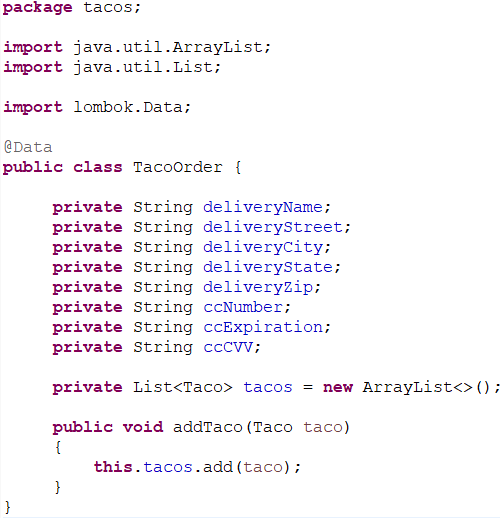 package tacos;
import java.util.ArrayList;
import java.util.List;
import lombok.Data;
@Data
public class TacoOrder {
private String deliveryName;
private String deliveryStreet;
private String deliveryCity;
private String deliveryState;
private String deliveryZip;
private String ccNumber;
private String ccExpiration;
private String ccCVV;
private List<Taco> tacos = new ArrayList<>();
public void addTaco(Taco taco)
{
this.tacos.add(taco);
}
}